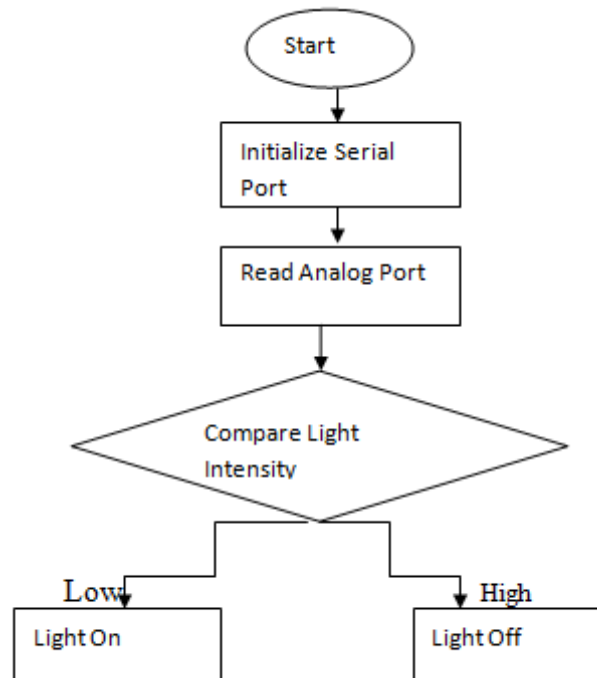 Start
Initialize Serial
Port
Read Analog Port
Compare Light
Intensity
Low
High
Light On
Light Off